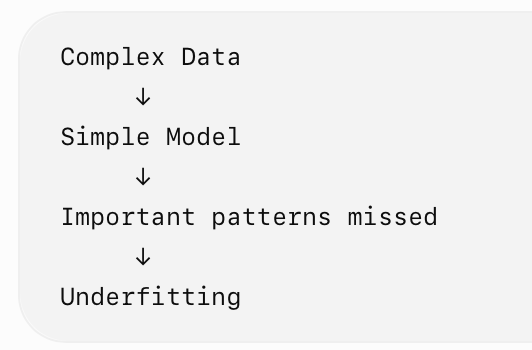 Complex Data
↓
Simple Model
↓
Important patterns missed
↓
Underfitting